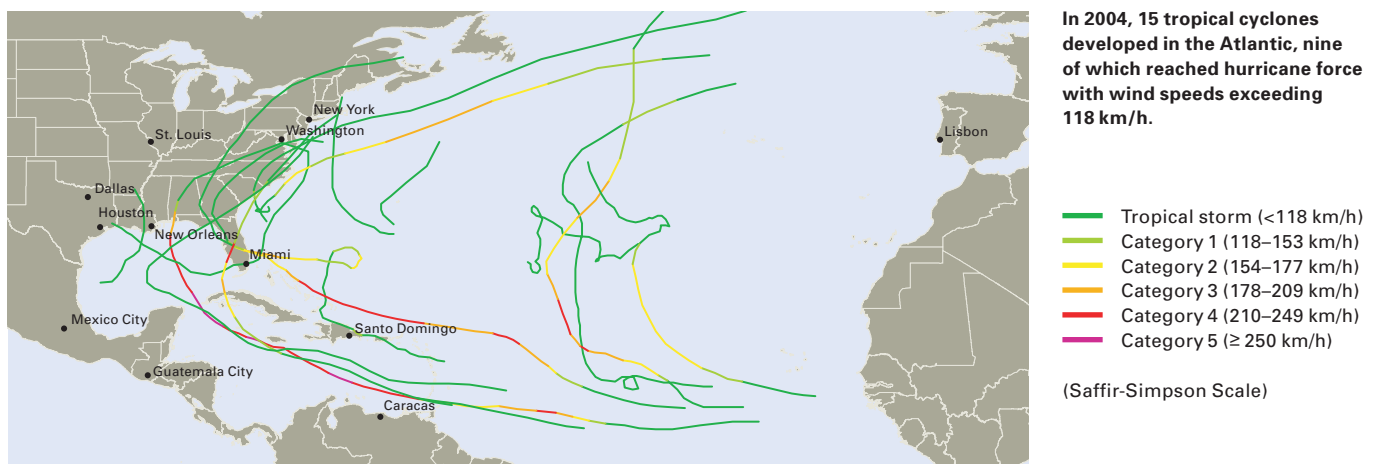 In 2004, 15 tropical cyclones
developed in the Atlantic, nine
of which reached hurricane force
with wind speeds exceeding
118 km/h.
New York
St. Louis
Washington
Lisbon
Dallas
Houston
New Orleans
Miami
Mexico City
Santo Domingo
Guatemala City
Caracas
Tropical storm (<118 km/h)
Category 1 (118–153 km/h)
Category 2 (154–177 km/h)
Category 3 (178–209 km/h)
Category 4 (210–249 km/h)
Category 5 (≥ 250 km/h)
(Saffir-Simpson Scale)